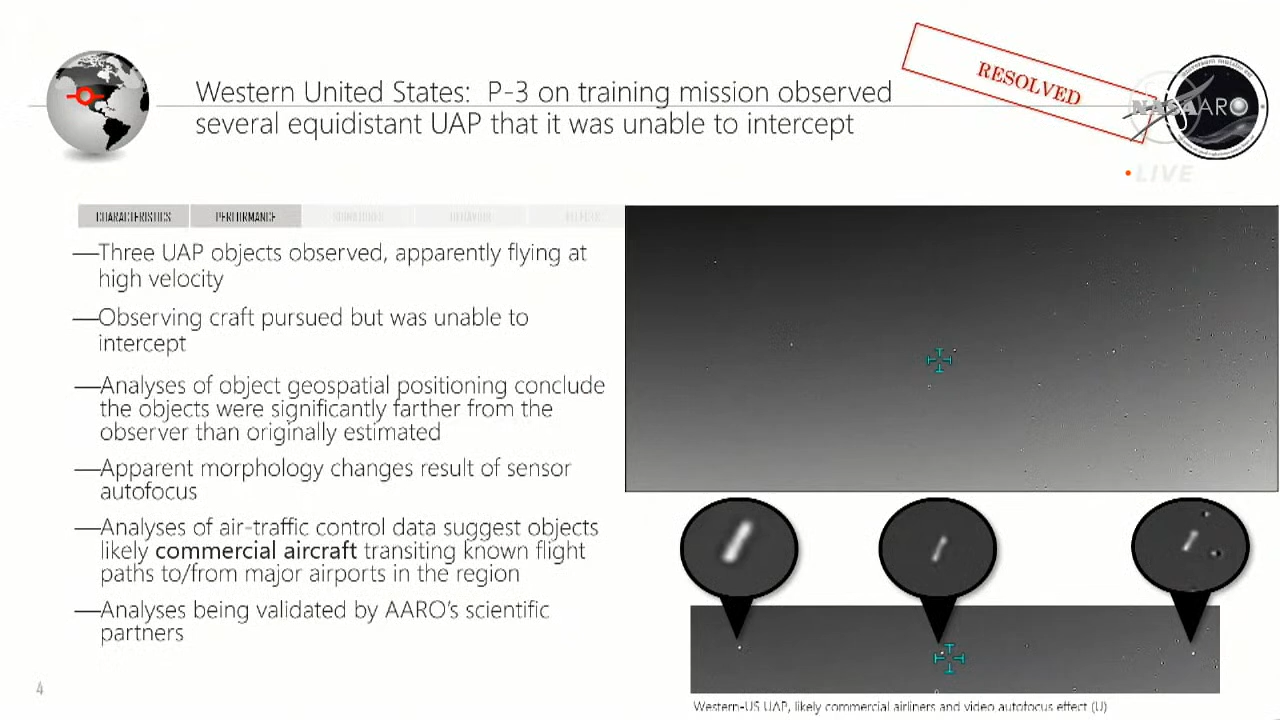 RESOLVED
Western United States: P-3 on training mission observed
several equidistant UAP that it was unable to intercept
NASA
AARO
LIVE
CHARACTERISTICS PERFORMANCE SIGNATURES BEHAVIOR EFFECTS
—Three UAP objects observed, apparently flying at
high velocity
—Observing craft pursued but was unable to
intercept
—Analyses of object geospatial positioning conclude
the objects were significantly farther from the
observer than originally estimated
—Apparent morphology changes result of sensor
autofocus
—Analyses of air-traffic control data suggest objects
likely commercial aircraft transiting known flight
paths to/from major airports in the region
—Analyses being validated by AARO's scientific
partners
4
Western-US UAP, likely commercial airliners and video autofocus effect (U)